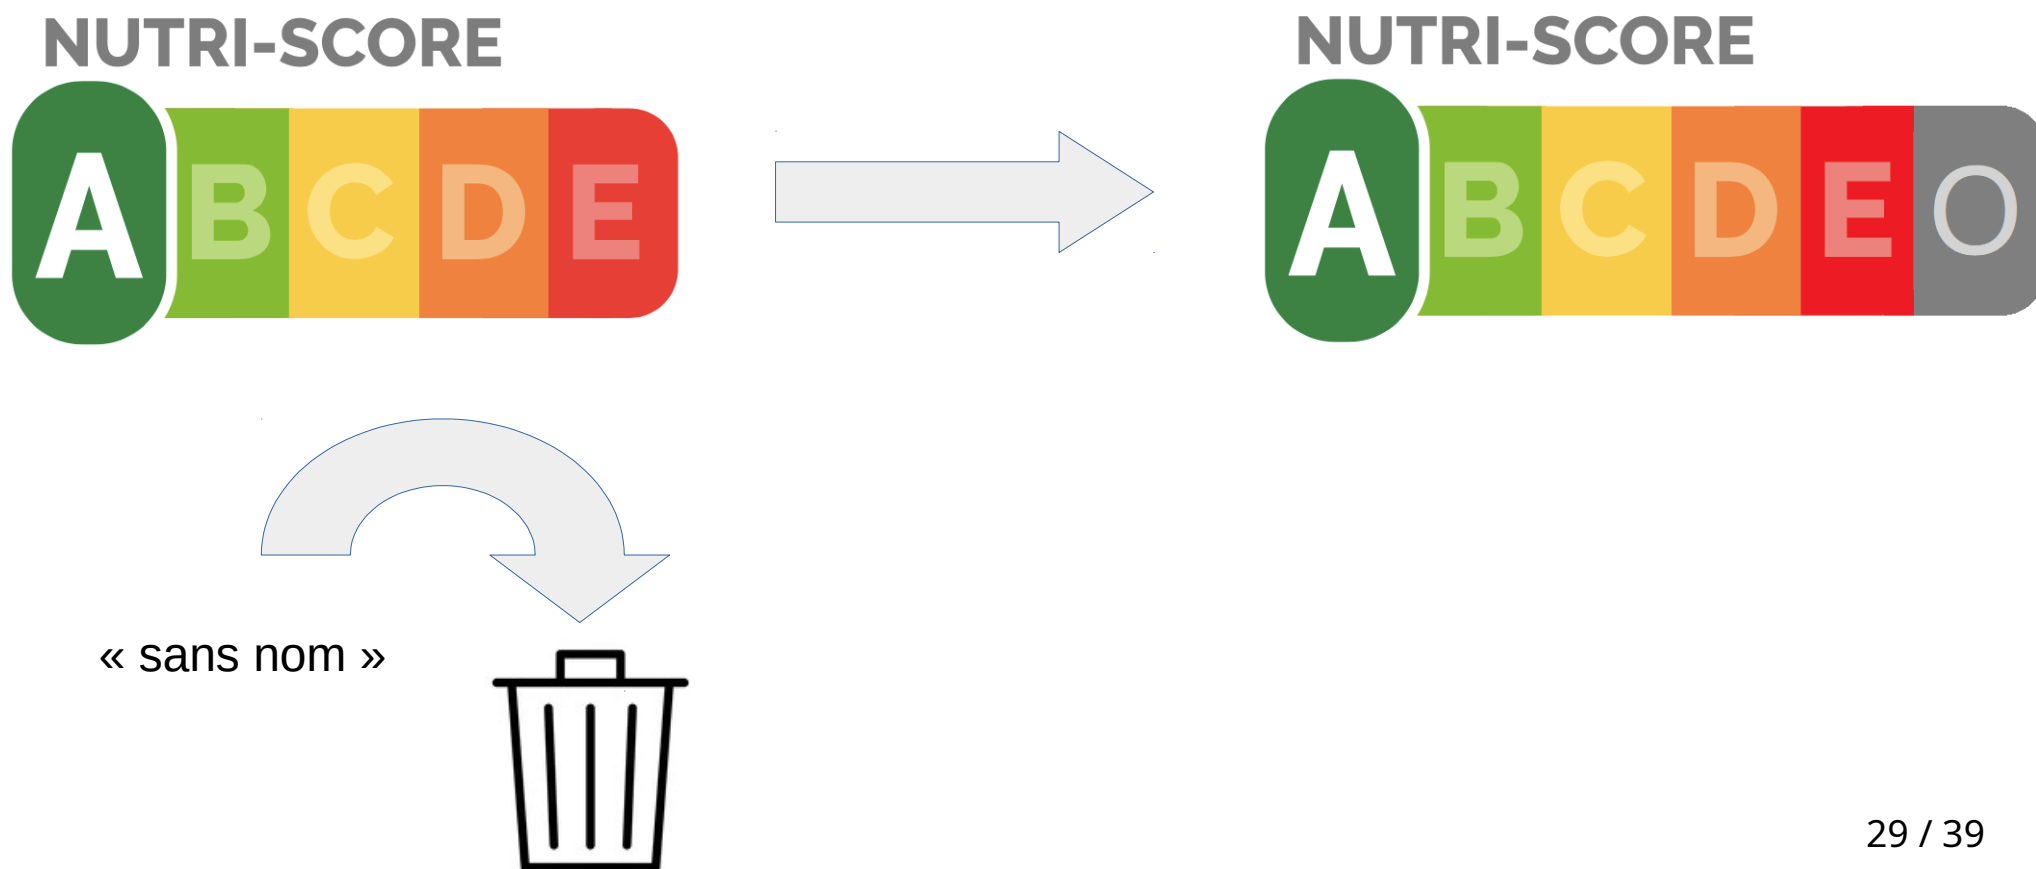 NUTRI-SCORE
ABCDE
NUTRI-SCORE
ABCDEO
« sans nom »
29 / 39